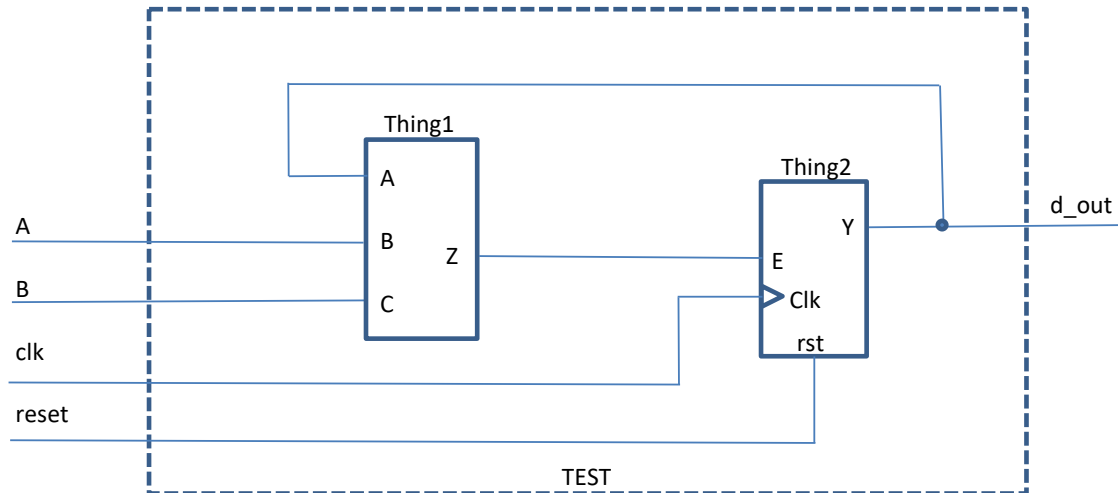 Thing1
A
B
C
Z
Thing2
Y
E
Clk
rst
A
B
clk
reset
d_out
TEST